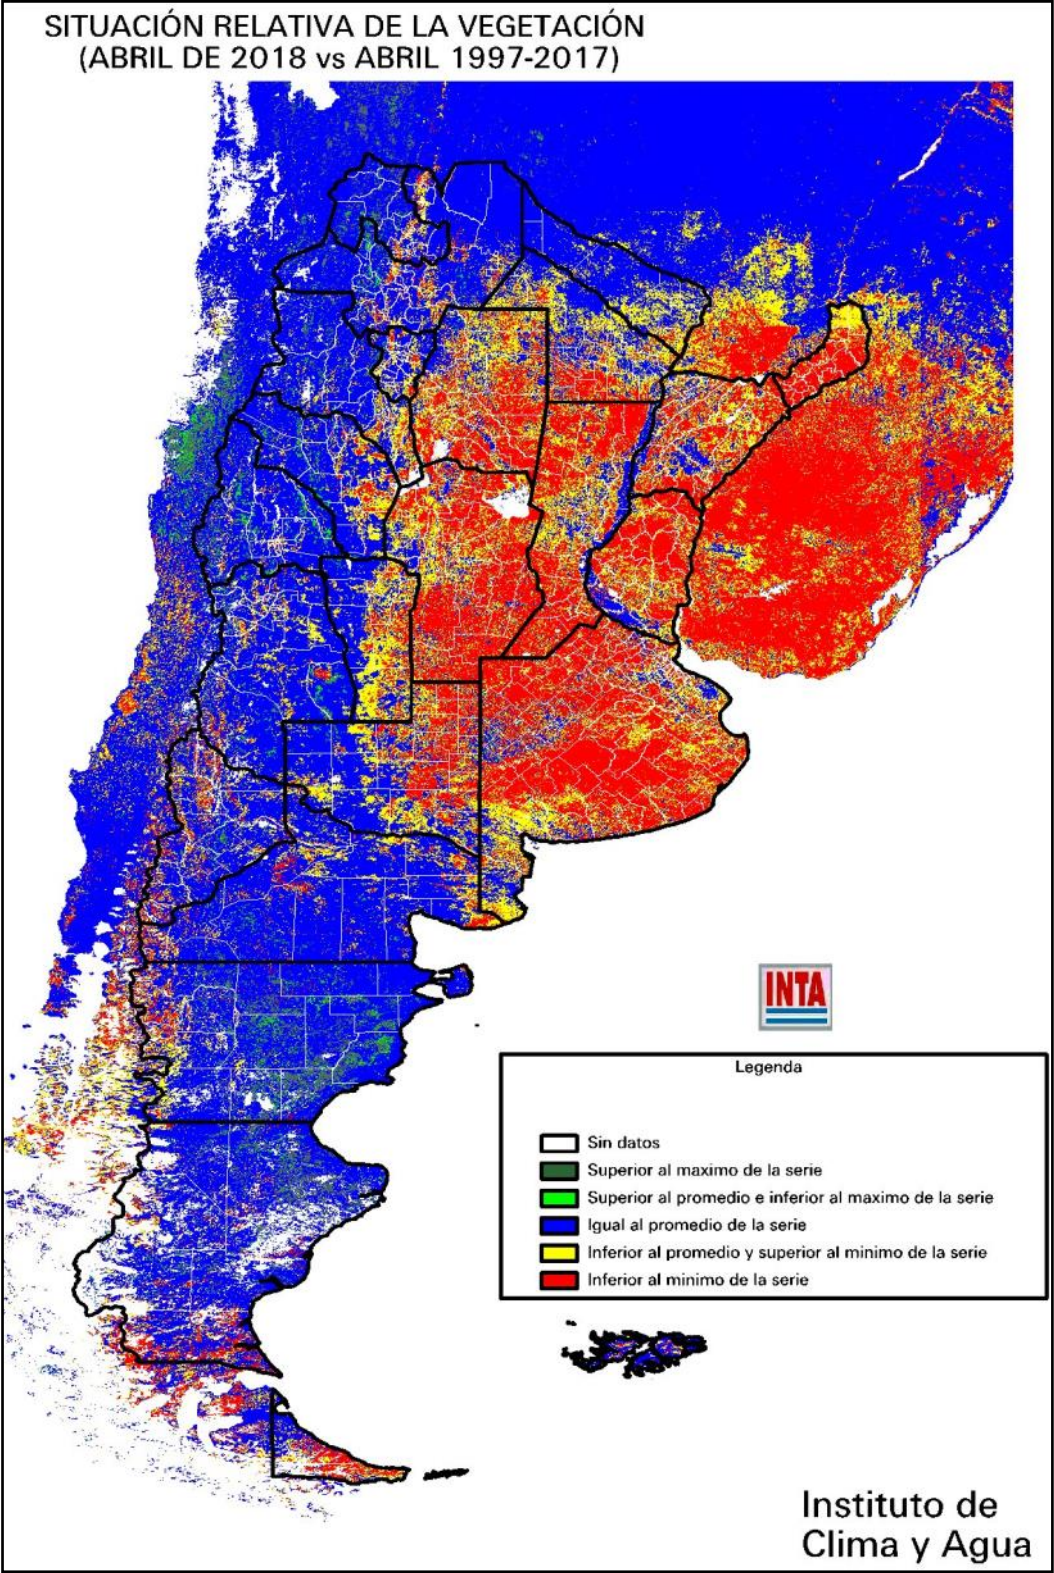 SITUACIÓN RELATIVA DE LA VEGETACIÓN
(ABRIL DE 2018 vs ABRIL 1997-2017)
INTA
Legenda
Sin datos
Superior al maximo de la serie
Superior al promedio e inferior al maximo de la serie
Igual al promedio de la serie
Inferior al promedio y superior al minimo de la serie
Inferior al minimo de la serie
Instituto de
Clima y Agua